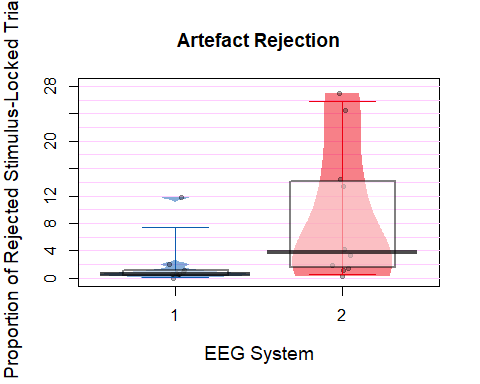 Artefact Rejection
Proportion of Rejected Stimulus-Locked Tria
28
20
12
8
4
0
1
2
EEG System